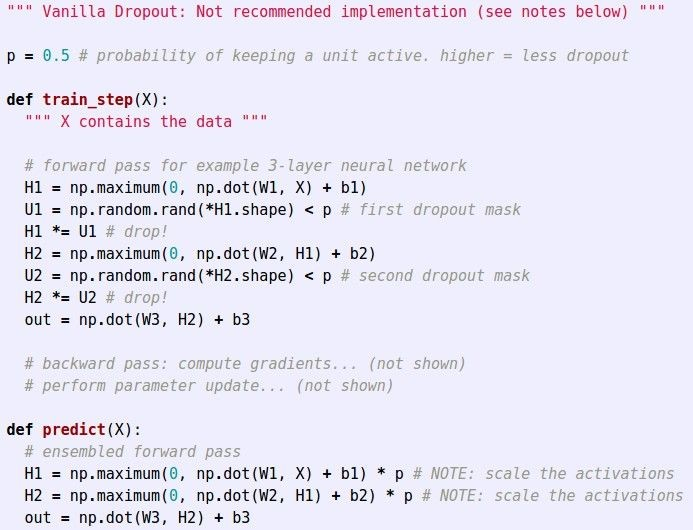 """ Vanilla Dropout: Not recommended implementation (see notes below) """

p = 0.5 # probability of keeping a unit active. higher = less dropout

def train_step(X):
  """ X contains the data """

  # forward pass for example 3-layer neural network
  H1 = np.maximum(0, np.dot(W1, X) + b1)
  U1 = np.random.rand(*H1.shape) < p # first dropout mask
  H1 *= U1 # drop!
  H2 = np.maximum(0, np.dot(W2, H1) + b2)
  U2 = np.random.rand(*H2.shape) < p # second dropout mask
  H2 *= U2 # drop!
  out = np.dot(W3, H2) + b3

  # backward pass: compute gradients... (not shown)
  # perform parameter update... (not shown)

def predict(X):
  # ensembled forward pass
  H1 = np.maximum(0, np.dot(W1, X) + b1) * p # NOTE: scale the activations
  H2 = np.maximum(0, np.dot(W2, H1) + b2) * p # NOTE: scale the activations
  out = np.dot(W3, H2) + b3